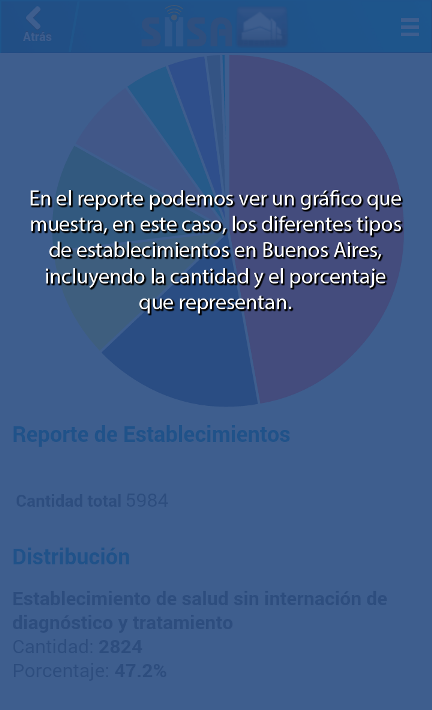 Atrás
SIISA
En el reporte podemos ver un gráfico que
muestra, en este caso, los diferentes tipos
de establecimientos en Buenos Aires,
incluyendo la cantidad y el porcentaje
que representan.
Reporte de Establecimientos
Cantidad total 5984
Distribución
Establecimiento de salud sin internación de
diagnóstico y tratamiento
Cantidad: 2824
Porcentaje: 47.2%